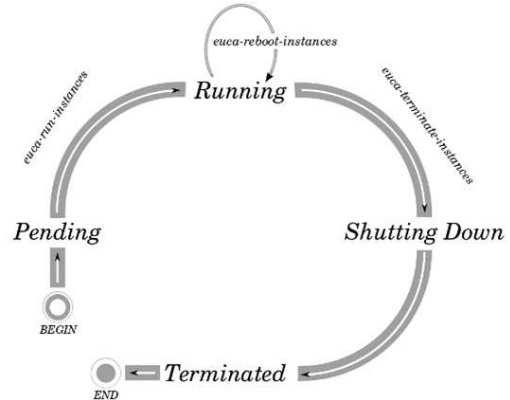 euca-reboot-instances
Running
euca-run-instances
euca-terminate-instances
Pending
Shutting Down
BEGIN
Terminated
END